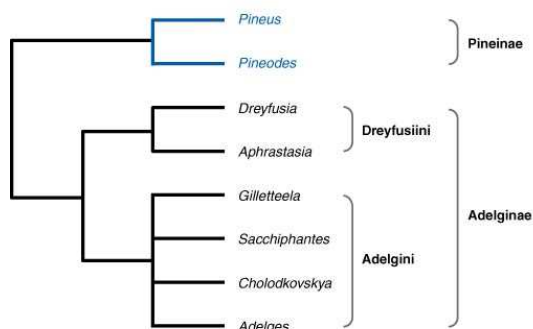 Pineus
Pineinae
Pineodes
Dreyfusia
Dreyfusiini
Aphrastasia
Gilletteela
Adelginae
Sacchiphantes
Adelgini
Cholodkovskya
Adelges